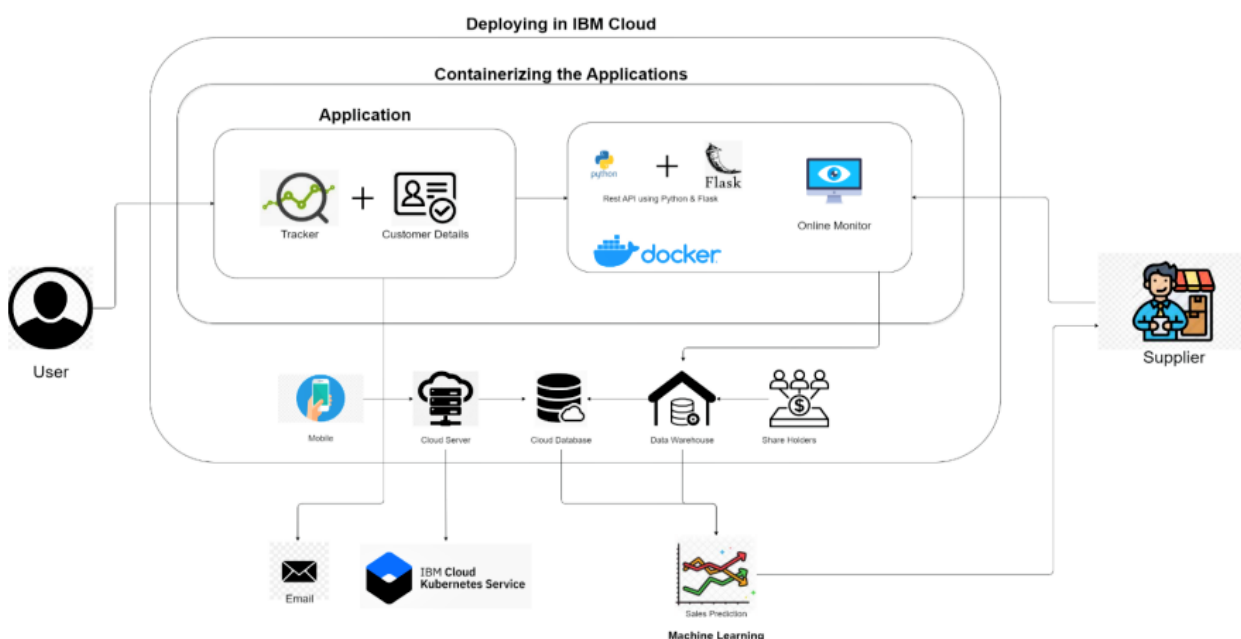 Deploying in IBM Cloud
Containerizing the Applications
Application
python
Flask
Rest API using Python & Flask
Tracker
Customer Details
Online Monitor
docker
User
Supplier
Mobile
Cloud Server
Cloud Database
Data Warehouse
Share Holders
Email
IBM Cloud
Kubernetes Service
Sales Prediction
Machine Learning